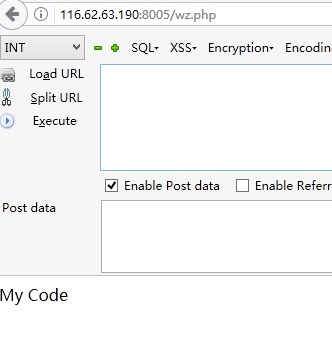 116.62.63.190:8005/wz.php
INT SQL- XSS- Encryption- Encodin
Load URL
Split URL
Execute
Enable Post data Enable Referr
Post data
My Code